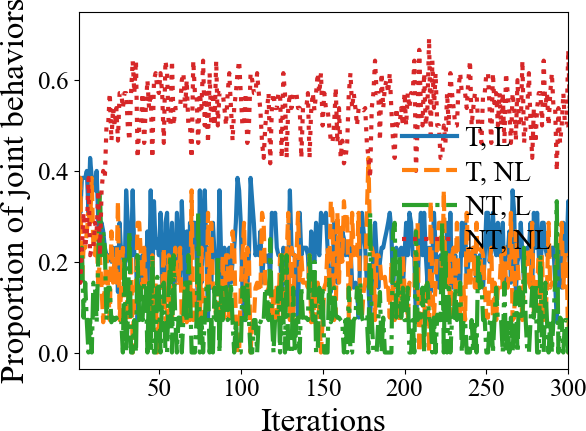 Proportion of joint behaviors
0.6
0.4
0.2
0.0
T, L
T, NL
NT, L
NT, NL
50
100
150
200
250
300
Iterations